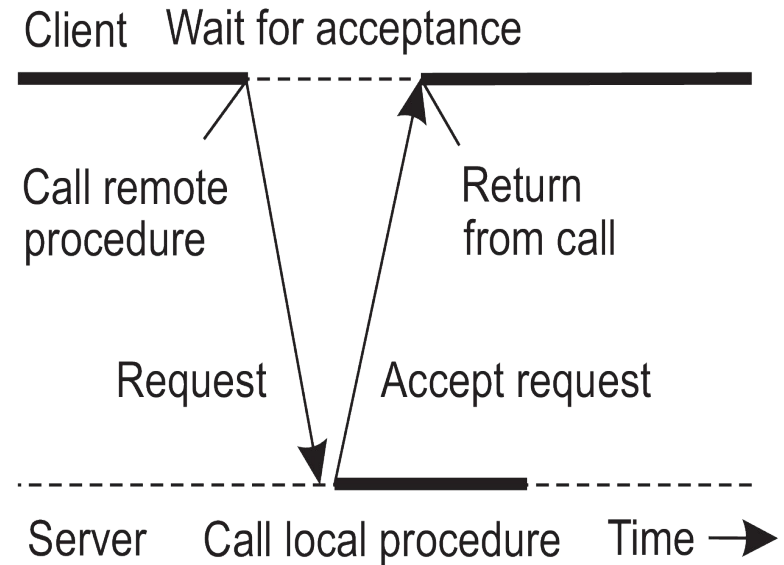 Client
Wait for acceptance
Call remote
procedure
Return
from call
Request
Accept request
Server
Call local procedure
Time